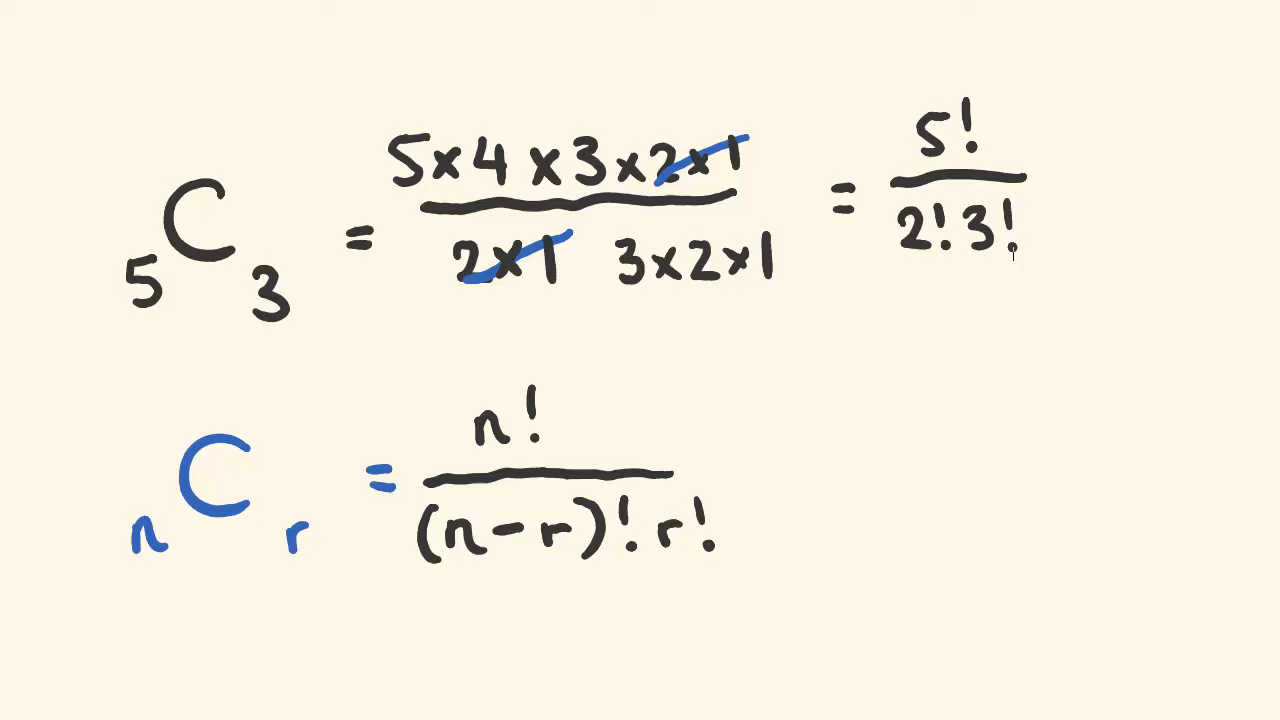 ₅C₃ = (5×4×3×2×1)/(2×1 3×2×1) = 5!/(2!3!)
ₙCᵣ = n!/((n-r)!r!)